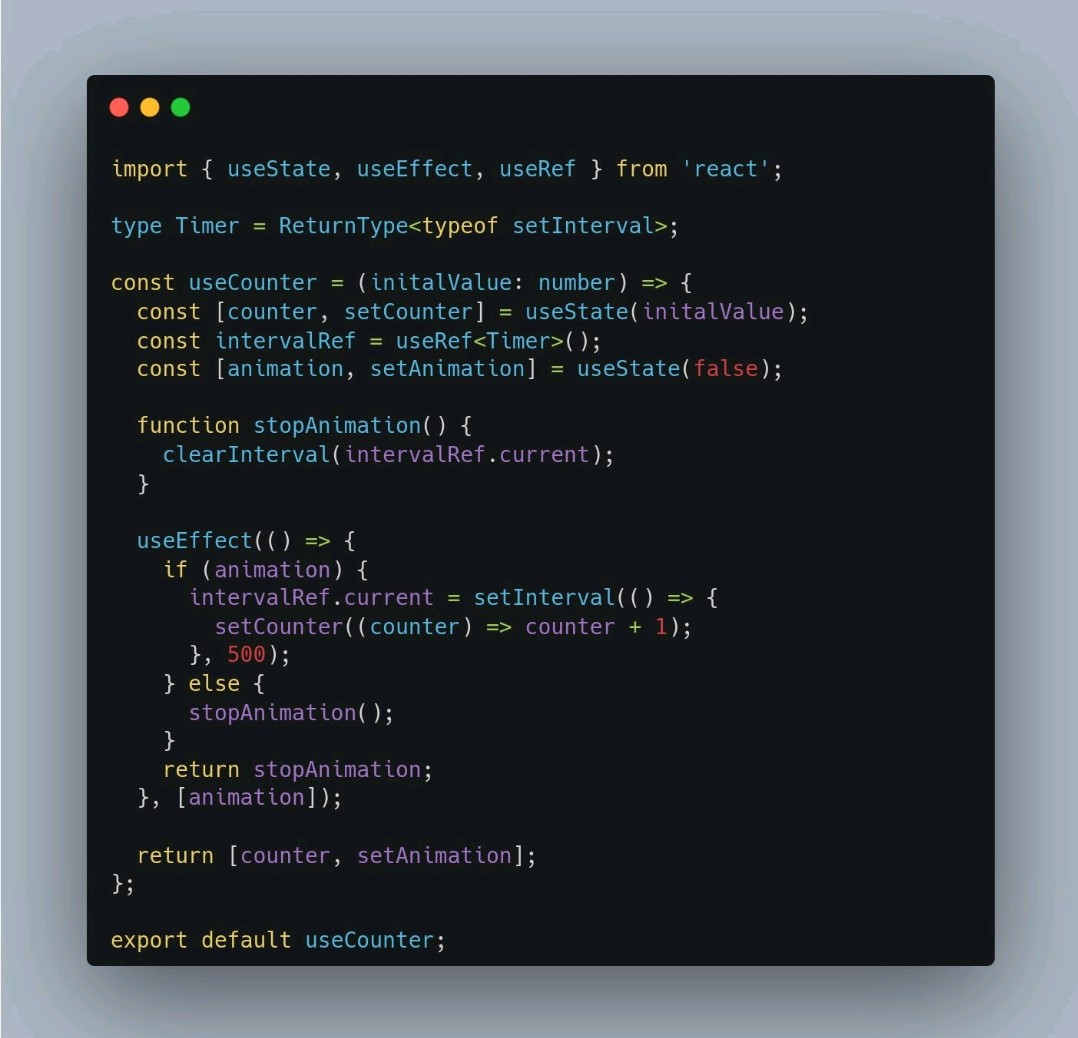 import { useState, useEffect, useRef } from 'react';
type Timer = ReturnType<typeof setInterval>;
const useCounter = (initalValue: number) => {
  const [counter, setCounter] = useState(initalValue);
  const intervalRef = useRef<Timer>();
  const [animation, setAnimation] = useState(false);
  function stopAnimation() {
    clearInterval(intervalRef.current);
  }
  useEffect(() => {
    if (animation) {
      intervalRef.current = setInterval(() => {
        setCounter((counter) => counter + 1);
      }, 500);
    } else {
      stopAnimation();
    }
    return stopAnimation;
  }, [animation]);
  return [counter, setAnimation];
};
export default useCounter;